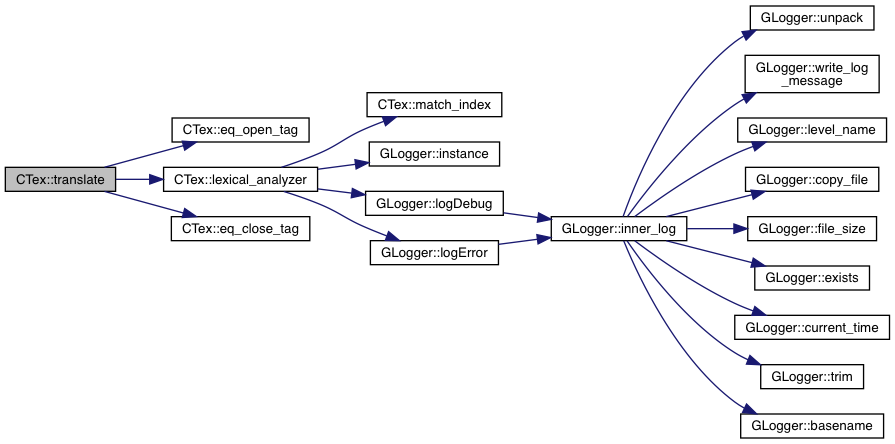 CTex::translate
CTex::eq_open_tag
CTex::lexical_analyzer
CTex::eq_close_tag
CTex::match_index
GLogger::instance
GLogger::logDebug
GLogger::logError
GLogger::inner_log
GLogger::unpack
GLogger::write_log
_message
GLogger::level_name
GLogger::copy_file
GLogger::file_size
GLogger::exists
GLogger::current_time
GLogger::trim
GLogger::basename